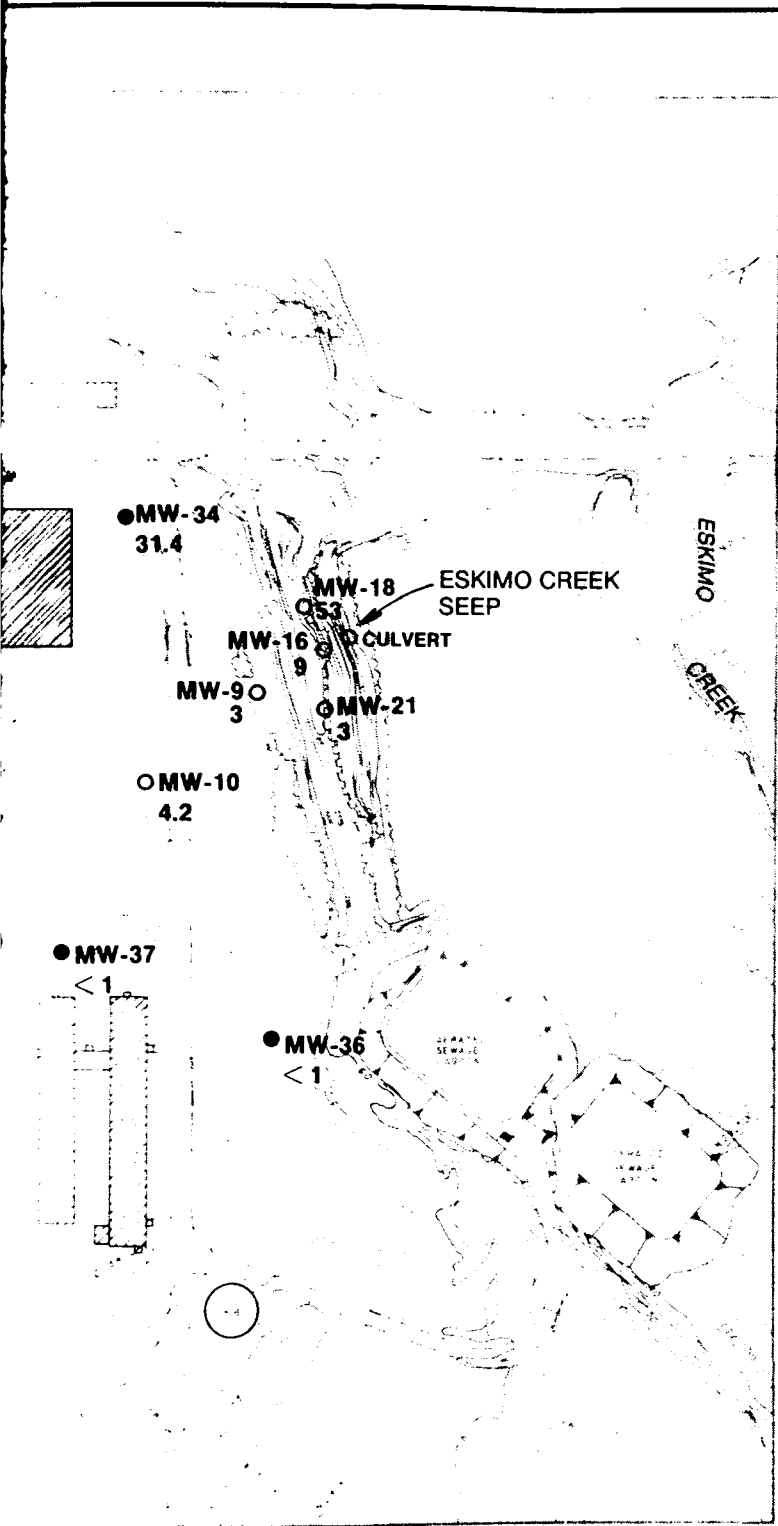 MW-34
31.4
ESKIMO
MW-18
53
ESKIMO CREEK
SEEP
MW-16
9
CULVERT
CREEK
MW-9
3
MW-21
3
MW-10
4.2
MW-37
< 1
MW-36
< 1
SEWAGE